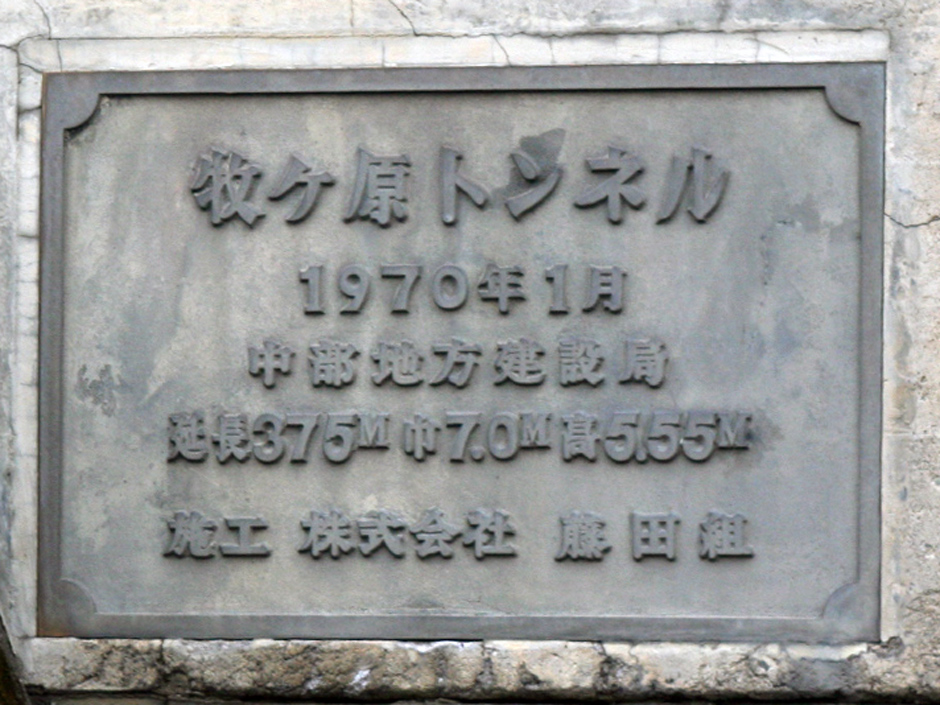 牧ケ原トンネル
1970年1月
中部地方建設局
延長375M 巾7.0M 高5.55M
施工 株式会社 藤田組